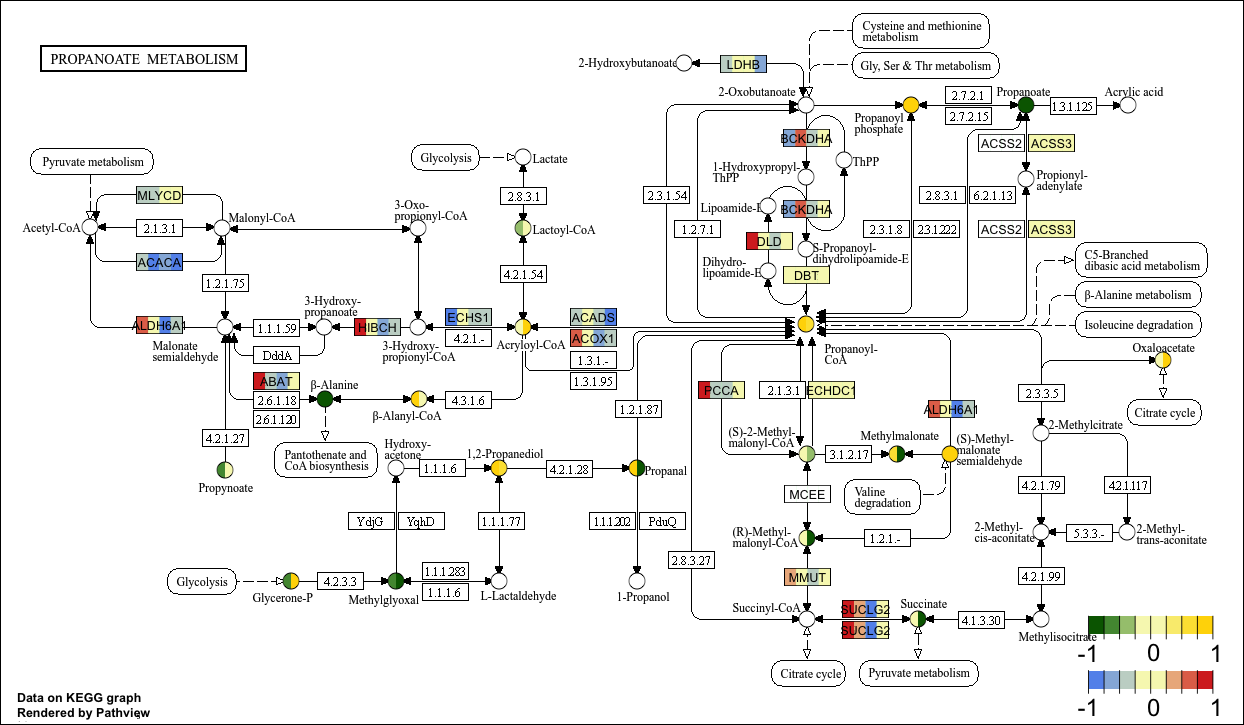 PROPANOATE METABOLISM
Cysteine and methionine
metabolism
2-Hydroxybutanoate
LDHB
Gly, Ser & Thr metabolism
2-Oxobutanoate
Propanoyl
phosphate
2.7.2.1
2.7.2.15
Propanoate
1.3.1.125
Acrylic acid
BCKDHA
ThPP
1-Hydroxypropyl-
ThPP
ACSS2
ACSS3
Propionyl-
adenylate
Pyruvate metabolism
Glycolysis
Lactate
MLYCD
2.8.3.1
2.3.1.54
Lipoamide-E
BCKDHA
2.8.3.1
6.2.1.13
Acetyl-CoA
2.1.3.1
Malonyl-CoA
3-Oxo-
propionyl-CoA
Lactoyl-CoA
1.2.7.1
DLD
S-Propanoyl-
dihydrolipoamide-E
2.3.1.8
2.3.1.222
ACSS2
ACSS3
ACACA
Dihydro-
lipoamide-E
DBT
C5-Branched
dibasic acid metabolism
1.2.1.75
4.2.1.54
β-Alanine metabolism
3-Hydroxy-
propanoate
ALDH6A1
1.1.1.59
HIBCH
ECHS1
4.2.1.-
ACADS
ACOX1
Isoleucine degradation
Malonate
semialdehyde
DddA
3-Hydroxy-
propionyl-CoA
Acryloyl-CoA
1.3.1.-
1.3.1.95
Propanoyl-
CoA
Oxaloacetate
ABAT
2.6.1.18
2.6.1.120
β-Alanine
β-Alanyl-CoA
4.3.1.6
1.2.1.87
PCCA
2.1.3.1
ECHDC1
ALDH6A1
2.3.3.5
Citrate cycle
4.2.1.27
Propynoate
Pantothenate and
CoA biosynthesis
Hydroxy-
acetone
1.1.1.6
1,2-Propanediol
4.2.1.28
Propanal
(S)-2-Methyl-
malonyl-CoA
3.1.2.17
Methylmalonate
(S)-Methyl-
malonate
semialdehyde
2-Methylcitrate
MCEE
Valine
degradation
4.2.1.79
4.2.1.117
YdjG
YqhD
1.1.1.77
1.1.1.202
PduQ
(R)-Methyl-
malonyl-CoA
1.2.1.-
2-Methyl-
cis-aconitate
5.3.3.-
2-Methyl-
trans-aconitate
2.8.3.27
Glycolysis
Glycerone-P
4.2.3.3
Methylglyoxal
1.1.1.283
1.1.1.6
L-Lactaldehyde
1-Propanol
MMUT
4.2.1.99
Succinyl-CoA
SUCLG2
SUCLG2
Succinate
4.1.3.30
Methylisocitrate
Citrate cycle
Pyruvate metabolism
-1 0 1
-1 0 1
Data on KEGG graph
Rendered by Pathview